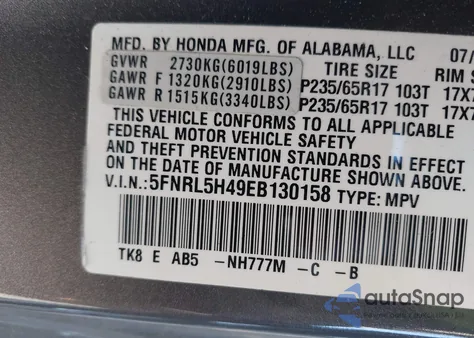 MFD. BY HONDA MFG. OF ALABAMA, LLC 07/
GVWR 2730KG(6019LBS) TIRE SIZE RIM S
GAWR F 1320KG(2910LBS) P235/65R17 103T 17X7
GAWR R 1515KG(3340LBS) P235/65R17 103T 17X7
THIS VEHICLE CONFORMS TO ALL APPLICABLE
FEDERAL MOTOR VEHICLE SAFETY
AND THEFT PREVENTION STANDARDS IN EFFECT
ON THE DATE OF MANUFACTURE SHOWN ABOVE.
V.I.N.: 5FNRL5H49EB130158 TYPE: MPV
TK8 E AB5 -NH777M -C -B
autoSnap